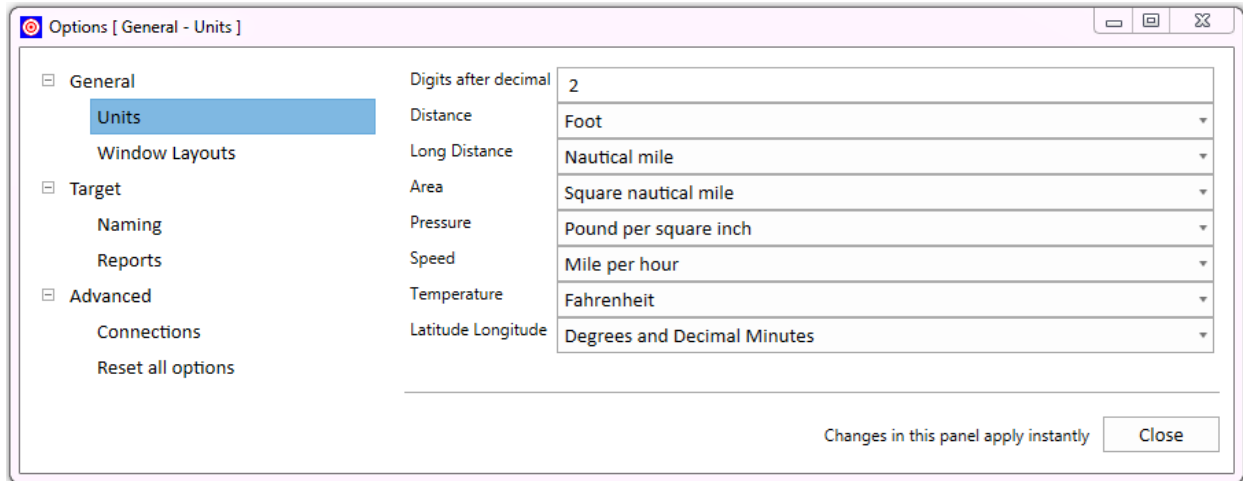 Options [ General - Units ]
General
Units
Window Layouts
Target
Naming
Reports
Advanced
Connections
Reset all options
Digits after decimal 2
Distance Foot
Long Distance Nautical mile
Area Square nautical mile
Pressure Pound per square inch
Speed Mile per hour
Temperature Fahrenheit
Latitude Longitude Degrees and Decimal Minutes
Changes in this panel apply instantly Close